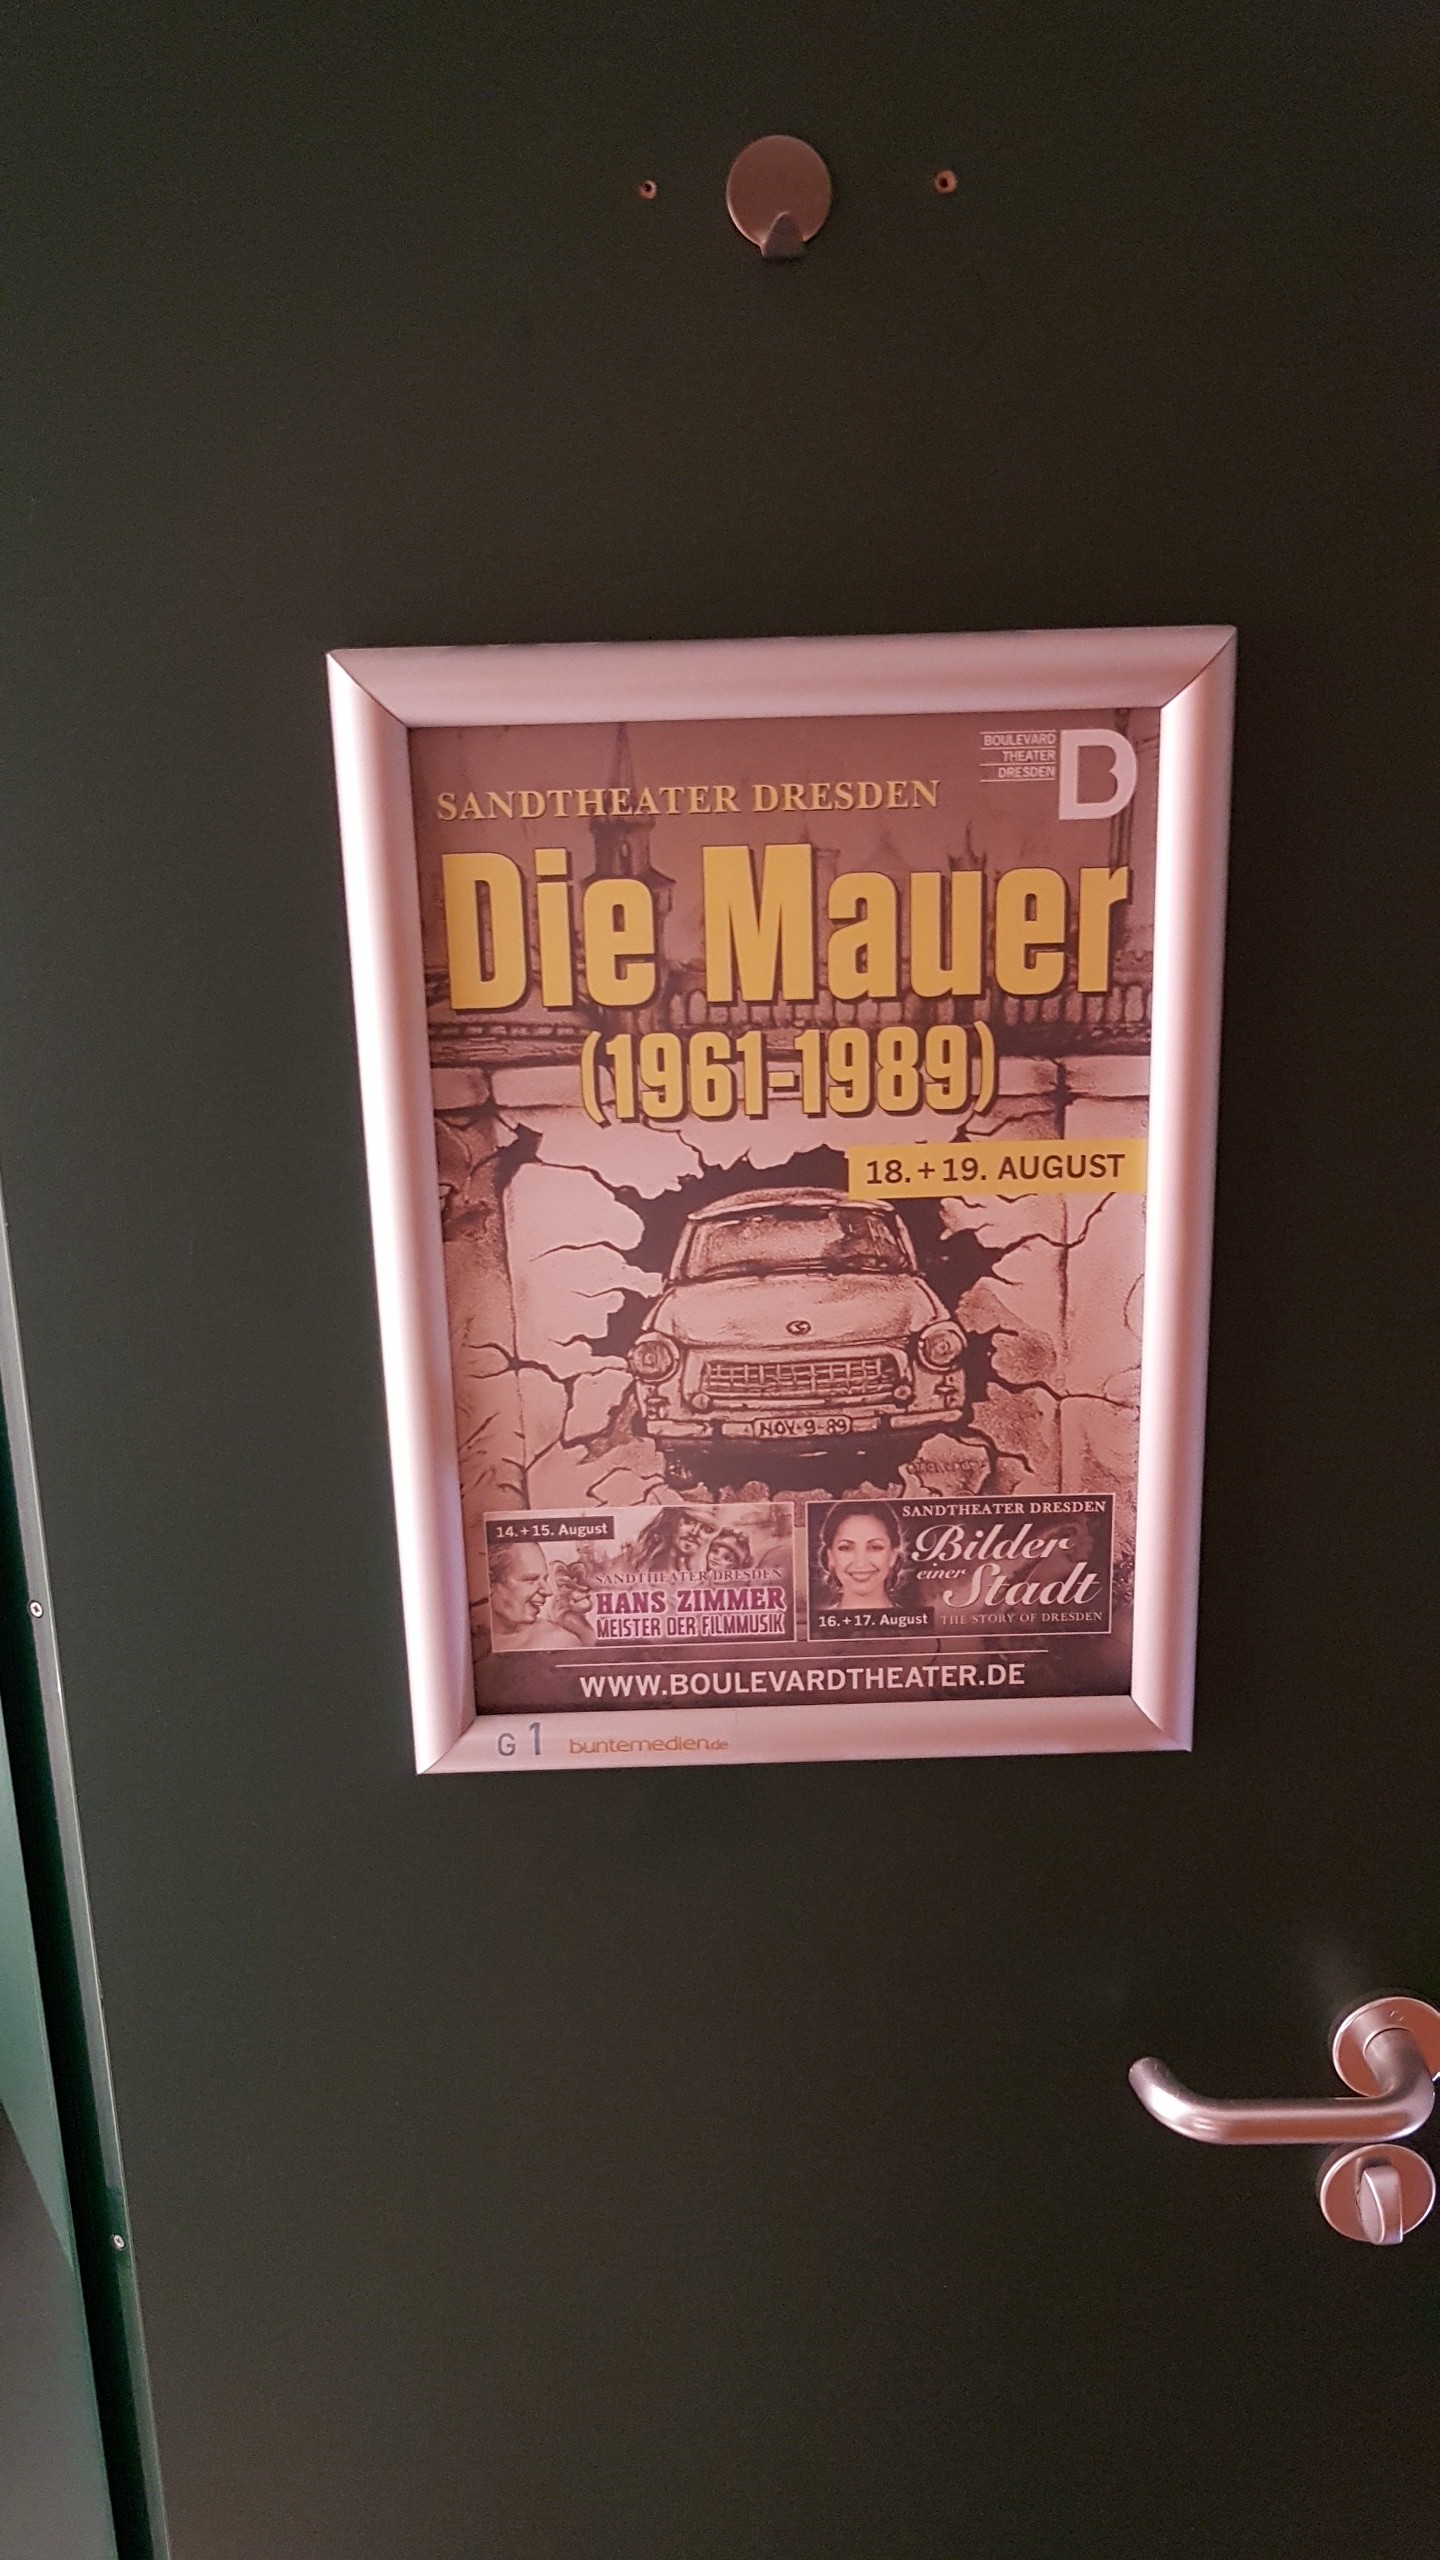 BOULEVARD
THEATER
DRESDEN
B
SANDTHEATER DRESDEN
Die Mauer
(1961-1989)
18.+19. AUGUST
NOV-9-89
14.+15. August
SANDTHEATER DRESDEN
HANS ZIMMER
MEISTER DER FILMMUSIK
SANDTHEATER DRESDEN
Bilder
einer
Stadt
16.+17. August
THE STORY OF DRESDEN
WWW.BOULEVARDTHEATER.DE
G 1 buntemedien.de